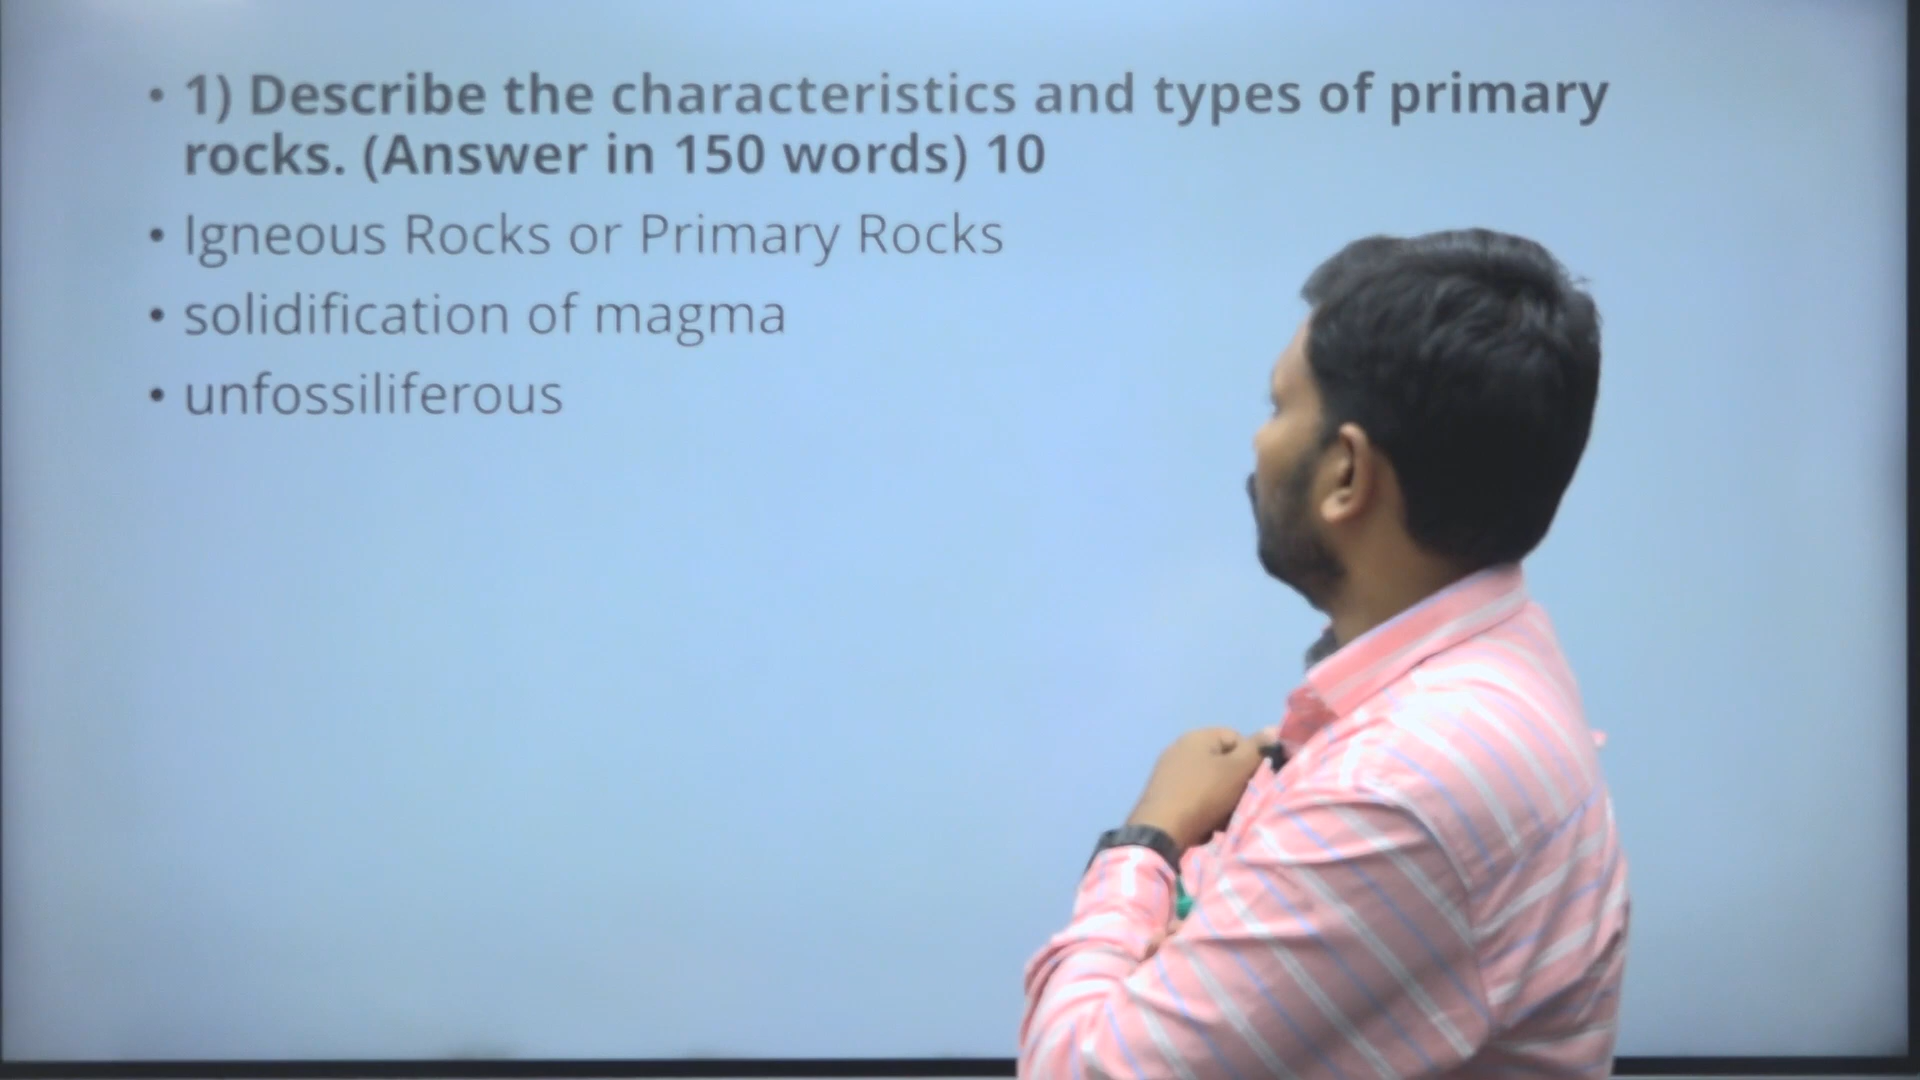 • 1) Describe the characteristics and types of primary
rocks. (Answer in 150 words) 10
• Igneous Rocks or Primary Rocks
• solidification of magma
• unfossiliferous